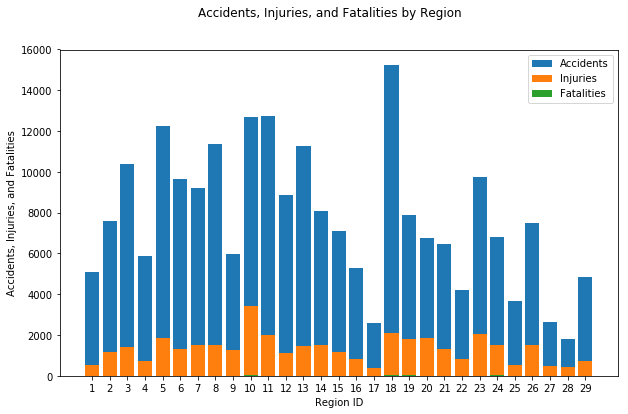 Accidents, Injuries, and Fatalities by Region
16000
14000
12000
10000
8000
6000
4000
2000
0
Accidents, Injuries, and Fatalities
Accidents
Injuries
Fatalities
1 2 3 4 5 6 7 8 9 10 11 12 13 14 15 16 17 18 19 20 21 22 23 24 25 26 27 28 29
Region ID